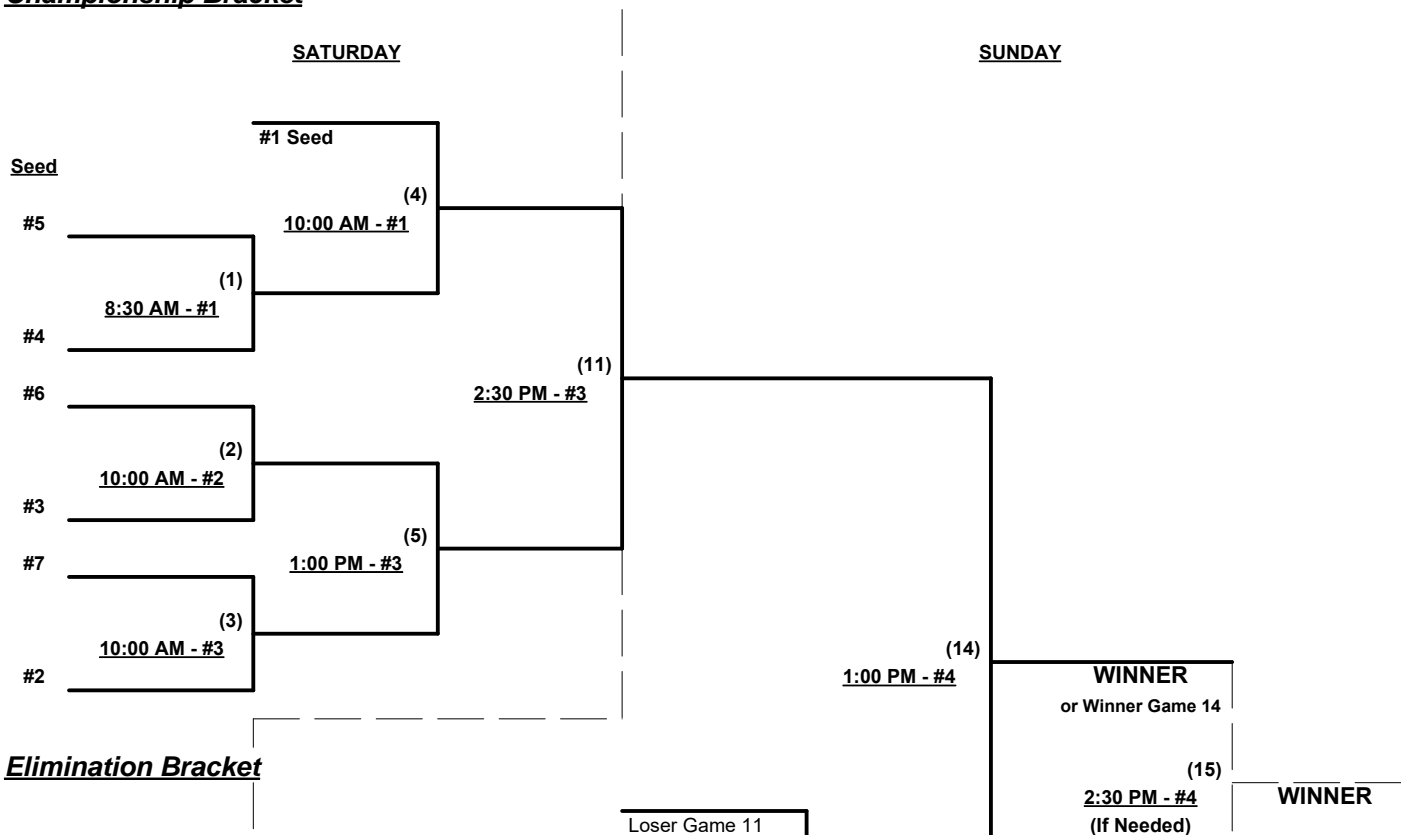 Championship Bracket
SATURDAY
SUNDAY
#1 Seed
Seed
(4)
#5
10:00 AM - #1
(1)
8:30 AM - #1
#4
(11)
#6
2:30 PM - #3
(2)
10:00 AM - #2
#3
(5)
#7
1:00 PM - #3
(3)
10:00 AM - #3
(14)
#2
1:00 PM - #4
WINNER
or Winner Game 14
Elimination Bracket
(15)
2:30 PM - #4
WINNER
Loser Game 11
(If Needed)